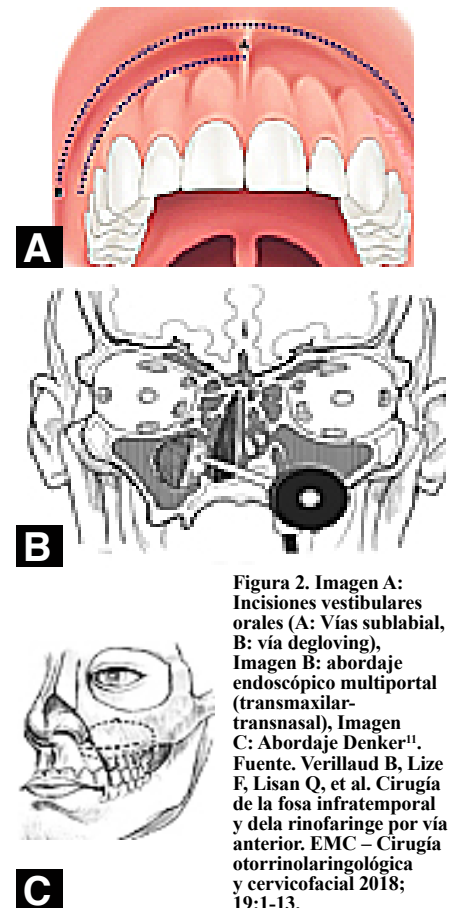 A
A
B
C
Figura 2. Imagen A:
Incisiones vestibulares
orales (A: Vías sublabial,
B: vía degloving),
Imagen B: abordaje
endoscópico multiportal
(transmaxilar-
transnasal), Imagen
C: Abordaje Denker¹¹.
Fuente. Verillaud B, Lize
F, Lisan Q, et al. Cirugía
de la fosa infratemporal
y dela rinofaringe por vía
anterior. EMC – Cirugía
otorrinolaringológica
y cervicofacial 2018;
19:1-13.